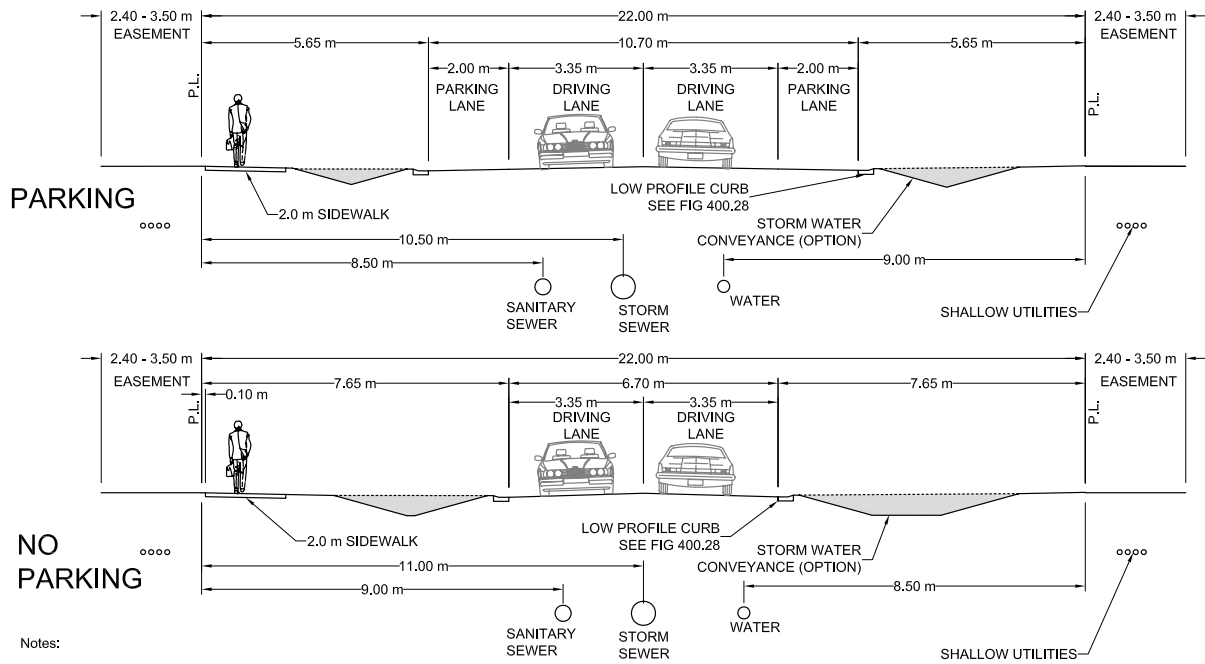 2.40 - 3.50 m
EASEMENT
22.00 m
2.40 - 3.50 m
EASEMENT
5.65 m
10.70 m
5.65 m
P.L.
2.00 m
PARKING
LANE
3.35 m
DRIVING
LANE
3.35 m
DRIVING
LANE
2.00 m
PARKING
LANE
P.L.
PARKING
2.0 m SIDEWALK
LOW PROFILE CURB
SEE FIG 400.28
STORM WATER
CONVEYANCE (OPTION)
10.50 m
8.50 m
9.00 m
SANITARY
SEWER
STORM
SEWER
WATER
SHALLOW UTILITIES
2.40 - 3.50 m
EASEMENT
22.00 m
2.40 - 3.50 m
EASEMENT
7.65 m
6.70 m
7.65 m
0.10 m
P.L.
3.35 m
DRIVING
LANE
3.35 m
DRIVING
LANE
P.L.
NO
PARKING
2.0 m SIDEWALK
LOW PROFILE CURB
SEE FIG 400.28
STORM WATER
CONVEYANCE (OPTION)
11.00 m
9.00 m
8.50 m
SANITARY
SEWER
STORM
SEWER
WATER
SHALLOW UTILITIES
Notes: